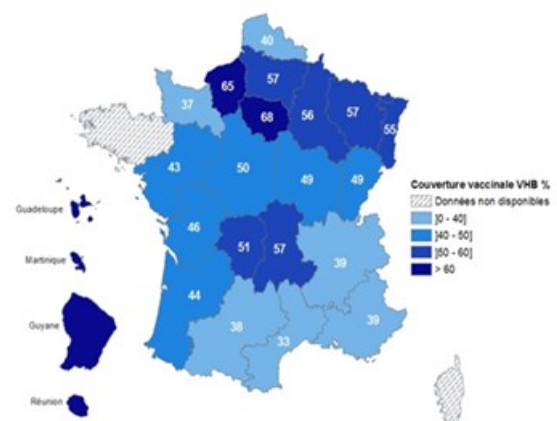 40
65
57
37
68
56
57
55
43
50
49
49
46
51
57
39
44
38
33
39
Guadeloupe
Martinique
Guyane
Réunion
Couverture vaccinale VHB %
Données non disponibles
]0 - 40]
]40 - 50]
]50 - 60]
> 60